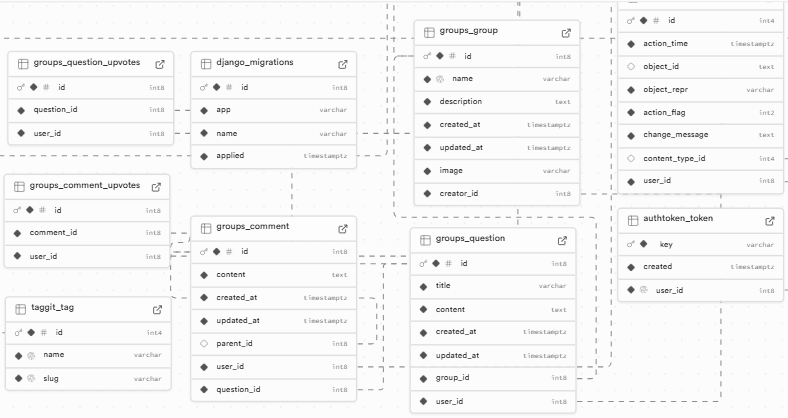 groups_question_upvotes
id int8
question_id int8
user_id int8
django_migrations
id int8
app varchar
name varchar
applied timestamptz
groups_group
id int8
name varchar
description text
created_at timestamptz
updated_at timestamptz
image varchar
creator_id int8
id int4
action_time timestamptz
object_id text
object_repr varchar
action_flag int2
change_message text
content_type_id int4
user_id int8
groups_comment_upvotes
id int8
comment_id int8
user_id int8
groups_comment
id int8
content text
created_at timestamptz
updated_at timestamptz
parent_id int8
user_id int8
question_id int8
groups_question
id int8
title varchar
content text
created_at timestamptz
updated_at timestamptz
group_id int8
user_id int8
authtoken_token
key varchar
created timestamptz
user_id int8
taggit_tag
id int4
name varchar
slug varchar